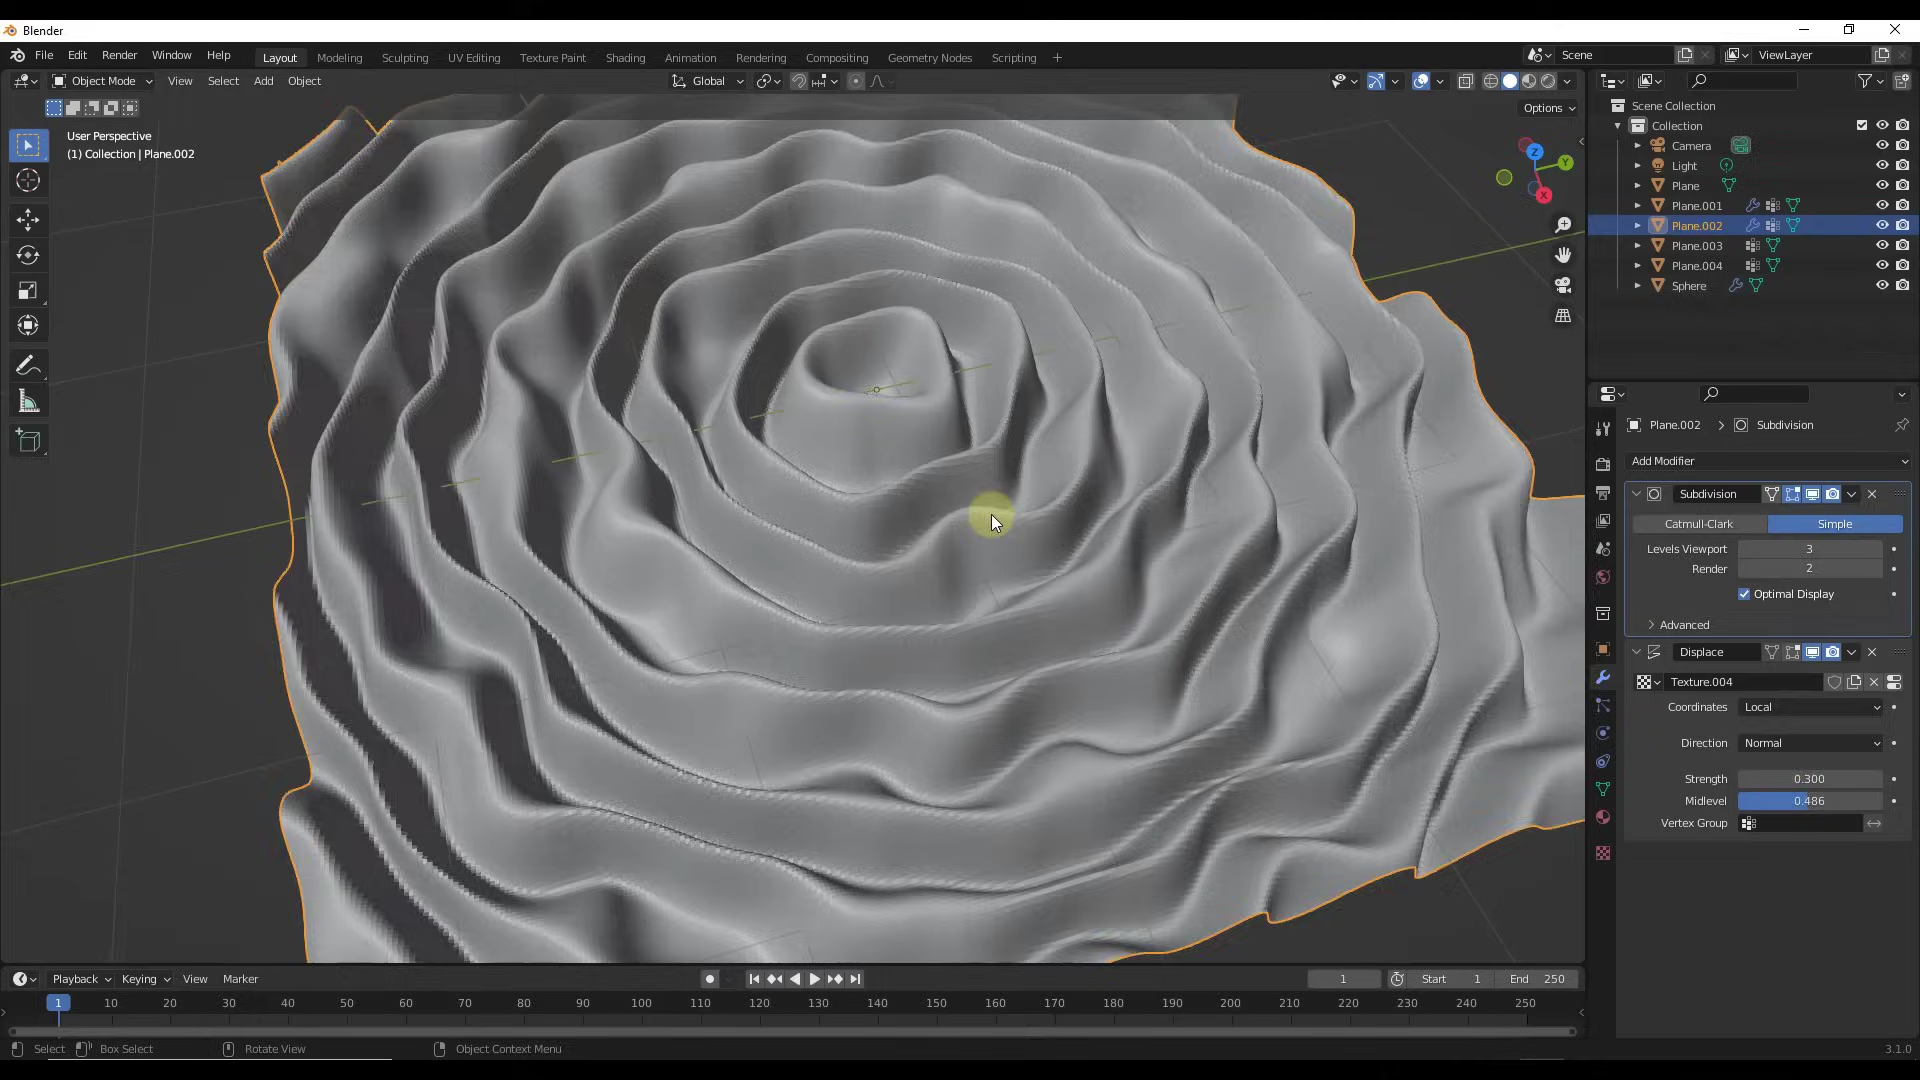 Blender
File Edit Render Window Help Layout Modeling Sculpting UV Editing Texture Paint Shading Animation Rendering Compositing Geometry Nodes Scripting + Scene ViewLayer
Object Mode View Select Add Object Global
Options
User Perspective
(1) Collection | Plane.002
Z
Y
X
Scene Collection
Collection
Camera
Light
Plane
Plane.001
Plane.002
Plane.003
Plane.004
Sphere
Plane.002 > Subdivision
Add Modifier
Subdivision
Catmull-Clark Simple
Levels Viewport 3
Render 2
Optimal Display
Advanced
Displace
Texture.004
Coordinates Local
Direction Normal
Strength 0.300
Midlevel 0.486
Vertex Group
Playback Keying View Marker 1 Start 1 End 250
1 10 20 30 40 50 60 70 80 90 100 110 120 130 140 150 160 170 180 190 200 210 220 230 240 250
Select Box Select Rotate View Object Context Menu 3.1.0